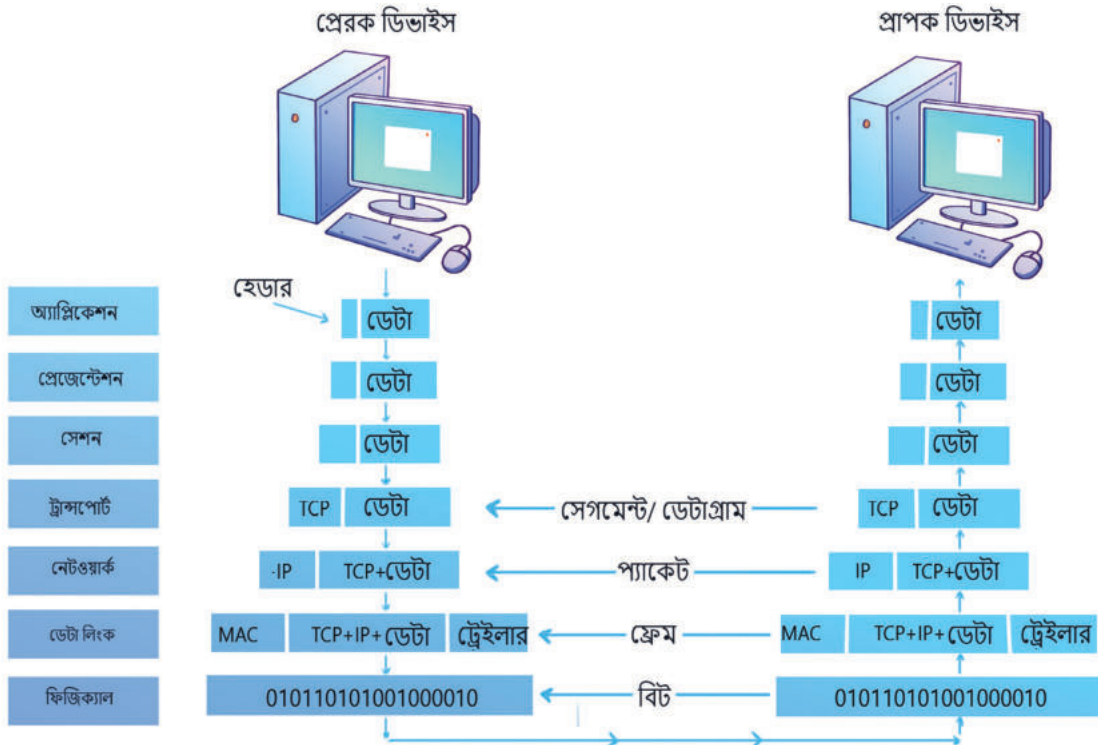 প্রেরক ডিভাইস
প্রাপক ডিভাইস
হেডার
অ্যাপ্লিকেশন
ডেটা
ডেটা
প্রেজেন্টেশন
ডেটা
ডেটা
সেশন
ডেটা
ডেটা
ট্রান্সপোর্ট
TCP ডেটা
সেগমেন্ট/ ডেটাগ্রাম
TCP ডেটা
নেটওয়ার্ক
-IP TCP+ডেটা
প্যাকেট
IP TCP+ডেটা
ডেটা লিংক
MAC TCP+IP+ডেটা ট্রেইলার
ফ্রেম
MAC TCP+IP+ডেটা ট্রেইলার
ফিজিক্যাল
010110101001000010
বিট
010110101001000010